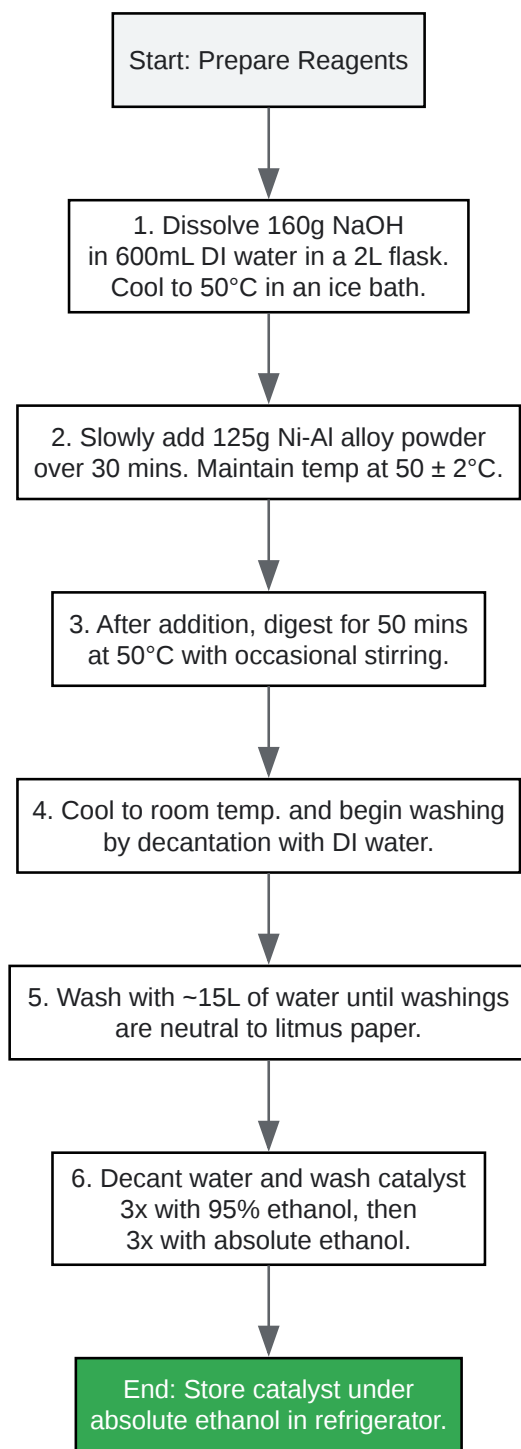 Start: Prepare Reagents
1. Dissolve 160g NaOH
in 600mL DI water in a 2L flask.
Cool to 50°C in an ice bath.
2. Slowly add 125g Ni-Al alloy powder
over 30 mins. Maintain temp at 50 ± 2°C.
3. After addition, digest for 50 mins
at 50°C with occasional stirring.
4. Cool to room temp. and begin washing
by decantation with DI water.
5. Wash with ~15L of water until washings
are neutral to litmus paper.
6. Decant water and wash catalyst
3x with 95% ethanol, then
3x with absolute ethanol.
End: Store catalyst under
absolute ethanol in refrigerator.